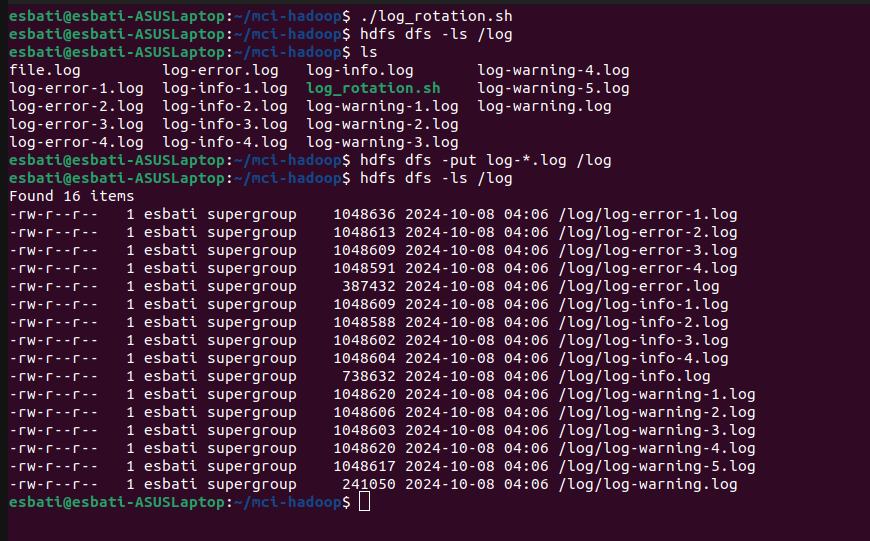 esbati@esbati-ASUSLaptop:~/mci-hadoop$ ./log_rotation.sh
esbati@esbati-ASUSLaptop:~/mci-hadoop$ hdfs dfs -ls /log
esbati@esbati-ASUSLaptop:~/mci-hadoop$ ls
file.log         log-error.log   log-info.log       log-warning-4.log
log-error-1.log  log-info-1.log  log_rotation.sh    log-warning-5.log
log-error-2.log  log-info-2.log  log-warning-1.log  log-warning.log
log-error-3.log  log-info-3.log  log-warning-2.log
log-error-4.log  log-info-4.log  log-warning-3.log
esbati@esbati-ASUSLaptop:~/mci-hadoop$ hdfs dfs -put log-*.log /log
esbati@esbati-ASUSLaptop:~/mci-hadoop$ hdfs dfs -ls /log
Found 16 items
-rw-r--r--   1 esbati supergroup    1048636 2024-10-08 04:06 /log/log-error-1.log
-rw-r--r--   1 esbati supergroup    1048613 2024-10-08 04:06 /log/log-error-2.log
-rw-r--r--   1 esbati supergroup    1048609 2024-10-08 04:06 /log/log-error-3.log
-rw-r--r--   1 esbati supergroup    1048591 2024-10-08 04:06 /log/log-error-4.log
-rw-r--r--   1 esbati supergroup     387432 2024-10-08 04:06 /log/log-error.log
-rw-r--r--   1 esbati supergroup    1048609 2024-10-08 04:06 /log/log-info-1.log
-rw-r--r--   1 esbati supergroup    1048588 2024-10-08 04:06 /log/log-info-2.log
-rw-r--r--   1 esbati supergroup    1048602 2024-10-08 04:06 /log/log-info-3.log
-rw-r--r--   1 esbati supergroup    1048604 2024-10-08 04:06 /log/log-info-4.log
-rw-r--r--   1 esbati supergroup     738632 2024-10-08 04:06 /log/log-info.log
-rw-r--r--   1 esbati supergroup    1048620 2024-10-08 04:06 /log/log-warning-1.log
-rw-r--r--   1 esbati supergroup    1048606 2024-10-08 04:06 /log/log-warning-2.log
-rw-r--r--   1 esbati supergroup    1048603 2024-10-08 04:06 /log/log-warning-3.log
-rw-r--r--   1 esbati supergroup    1048620 2024-10-08 04:06 /log/log-warning-4.log
-rw-r--r--   1 esbati supergroup    1048617 2024-10-08 04:06 /log/log-warning-5.log
-rw-r--r--   1 esbati supergroup     241050 2024-10-08 04:06 /log/log-warning.log
esbati@esbati-ASUSLaptop:~/mci-hadoop$